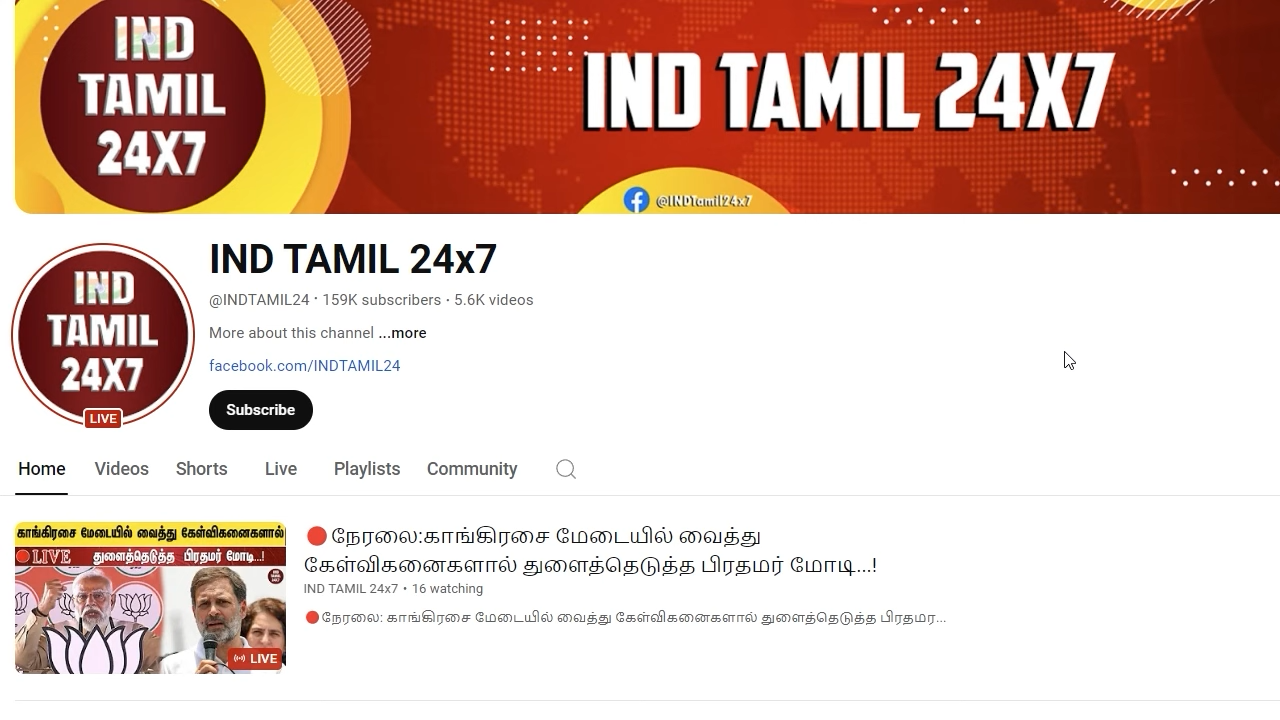 IND
TAMIL
24X7
IND TAMIL 24X7
@INDTamil24x7
IND
TAMIL
24X7
LIVE
IND TAMIL 24x7
@INDTAMIL24 · 159K subscribers · 5.6K videos
More about this channel ...more
facebook.com/INDTAMIL24
Subscribe
Home Videos Shorts Live Playlists Community
காங்கிரசை மேடையில் வைத்து கேள்விகனைகளால்
LIVE துளைத்தெடுத்த பிரதமர் மோடி...!
LIVE
🔴நேரலை:காங்கிரசை மேடையில் வைத்து
கேள்விகனைகளால் துளைத்தெடுத்த பிரதமர் மோடி...!
IND TAMIL 24x7 • 16 watching
🔴நேரலை: காங்கிரசை மேடையில் வைத்து கேள்விகனைகளால் துளைத்தெடுத்த பிரதமர...